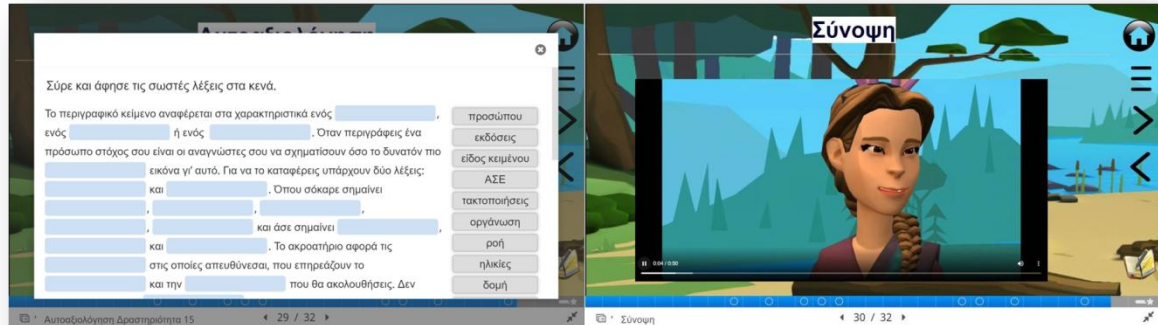 Αυτοαξιολόγηση
Σύρε και άφησε τις σωστές λέξεις στα κενά.
Το περιγραφικό κείμενο αναφέρεται στα χαρακτηριστικά ενός ,
ενός ή ενός . Όταν περιγράφεις ένα
πρόσωπο στόχος σου είναι οι αναγνώστες σου να σχηματίσουν όσο το δυνατόν πιο
εικόνα γι' αυτό. Για να το καταφέρεις υπάρχουν δύο λέξεις:
και . Όπου σόκαρε σημαίνει
, , ,
, και άσε σημαίνει ,
και . Το ακροατήριο αφορά τις
στις οποίες απευθύνεσαι, που επηρεάζουν το
και την που θα ακολουθήσεις. Δεν
προσώπου
εκδόσεις
είδος κειμένου
ΑΣΕ
τακτοποιήσεις
οργάνωση
ροή
ηλικίες
δομή
Αυτοαξιολόγηση Δραστηριότητα 15
29 / 32
Σύνοψη
0:04 / 0:00
Σύνοψη
30 / 32